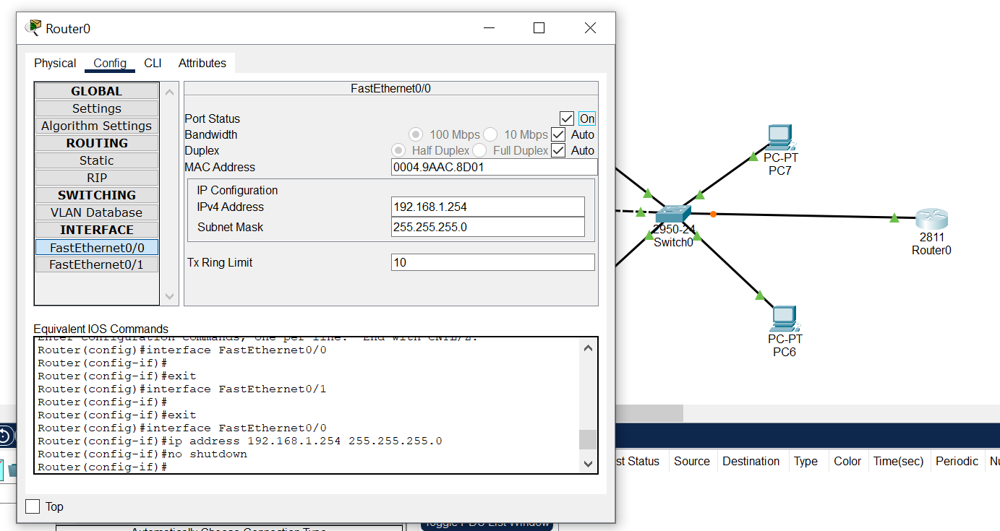 Router0
Physical Config CLI Attributes
GLOBAL
Settings
Algorithm Settings
ROUTING
Static
RIP
SWITCHING
VLAN Database
INTERFACE
FastEthernet0/0
FastEthernet0/1
FastEthernet0/0
Port Status On
Bandwidth 100 Mbps 10 Mbps Auto
Duplex Half Duplex Full Duplex Auto
MAC Address 0004.9AAC.8D01
IP Configuration
IPv4 Address 192.168.1.254
Subnet Mask 255.255.255.0
Tx Ring Limit 10
Equivalent IOS Commands
Enter configuration commands, one per line. End with CNTL/Z.
Router(config)#interface FastEthernet0/0
Router(config-if)#
Router(config-if)#exit
Router(config)#interface FastEthernet0/1
Router(config-if)#
Router(config-if)#exit
Router(config)#interface FastEthernet0/0
Router(config-if)#ip address 192.168.1.254 255.255.255.0
Router(config-if)#no shutdown
Router(config-if)#
Top
PC-PT
PC7
2950-24
Switch0
2811
Router0
PC-PT
PC6
st Status Source Destination Type Color Time(sec) Periodic Nu
Toggle PDU List Window
Automatically Choose Connection Type